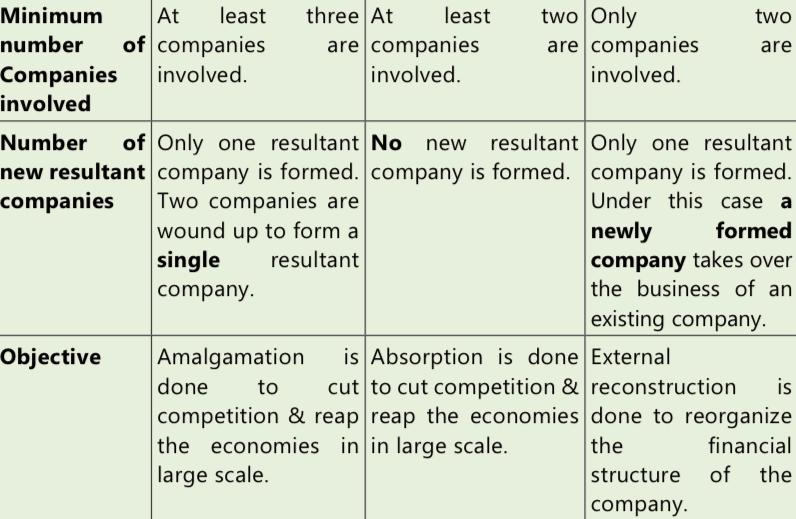 Minimum
number of
Companies
involved
At least three
companies are
involved.
At least two
companies are
involved.
Only two
companies are
involved.
Number of
new resultant
companies
Only one resultant
company is formed.
Two companies are
wound up to form a
single resultant
company.
No new resultant
company is formed.
Only one resultant
company is formed.
Under this case a
newly formed
company takes over
the business of an
existing company.
Objective
Amalgamation is
done to cut
competition & reap
the economies in
large scale.
Absorption is done
to cut competition &
reap the economies
in large scale.
External
reconstruction is
done to reorganize
the financial
structure of the
company.